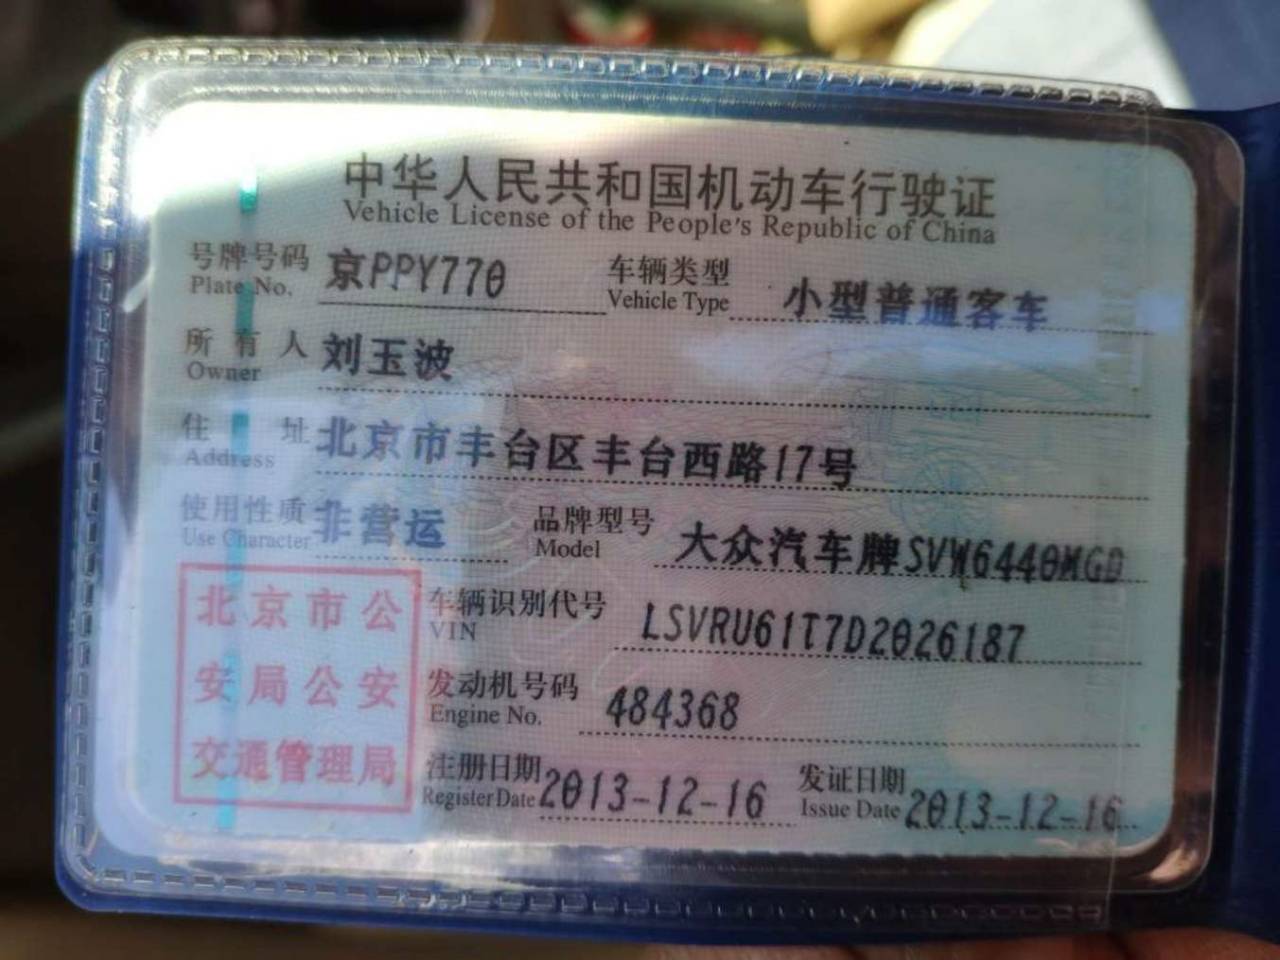 中华人民共和国机动车行驶证
Vehicle License of the People's Republic of China
号牌号码 京PPY770 车辆类型 小型普通客车
Plate No. Vehicle Type
所有人 刘玉波
Owner
住址 北京市丰台区丰台西路17号
Address
使用性质 非营运 品牌型号 大众汽车牌SVW6440MGD
Use Character Model
北京市公
安局公安
交通管理局
车辆识别代号 LSVRU61T7D2026187
VIN
发动机号码 484368
Engine No.
注册日期 2013-12-16 发证日期 2013-12-16
Register Date Issue Date